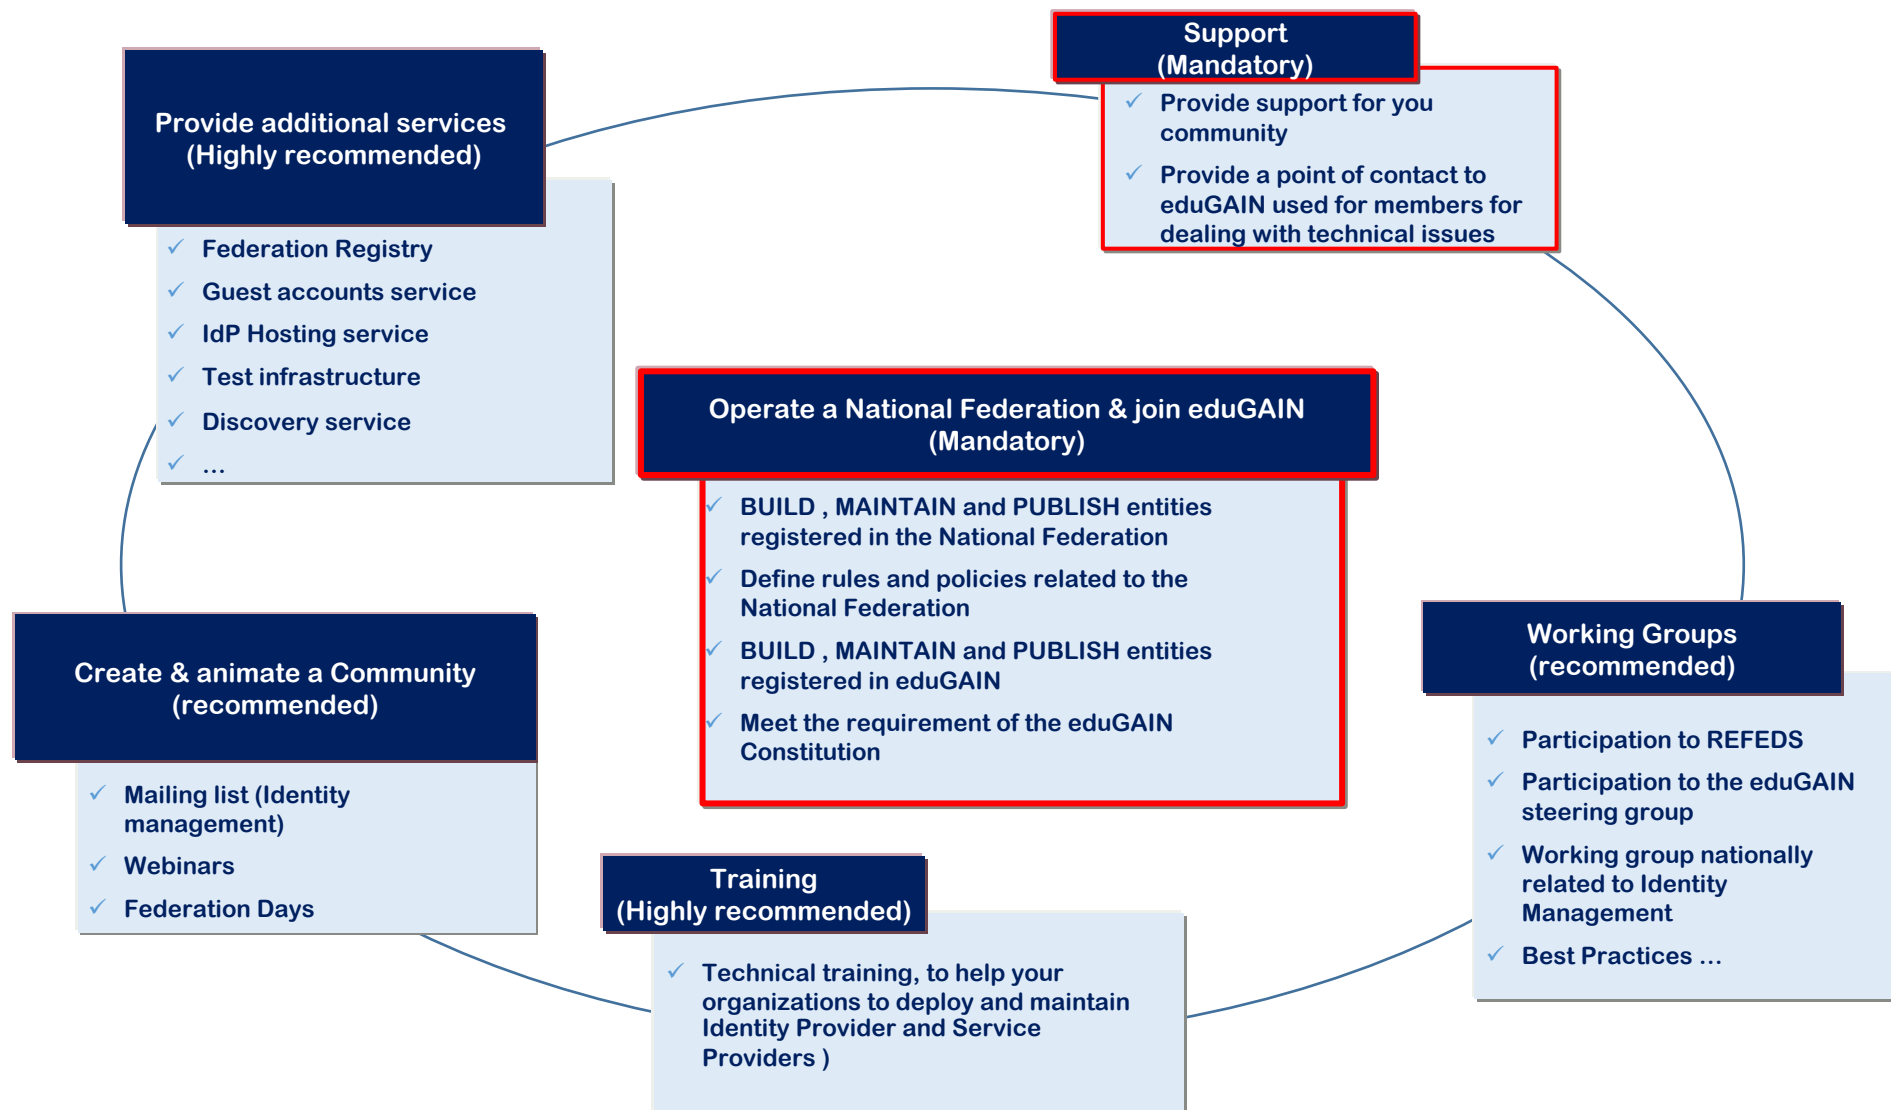 Support
(Mandatory)
Provide support for you
community
Provide a point of contact to
eduGAIN used for members for
dealing with technical issues
Provide additional services
(Highly recommended)
Federation Registry
Guest accounts service
IdP Hosting service
Test infrastructure
Discovery service
...
Operate a National Federation & join eduGAIN
(Mandatory)
BUILD , MAINTAIN and PUBLISH entities
registered in the National Federation
Define rules and policies related to the
National Federation
BUILD , MAINTAIN and PUBLISH entities
registered in eduGAIN
Meet the requirement of the eduGAIN
Constitution
Create & animate a Community
(recommended)
Mailing list (Identity
management)
Webinars
Federation Days
Working Groups
(recommended)
Participation to REFEDS
Participation to the eduGAIN
steering group
Working group nationally
related to Identity
Management
Best Practices ...
Training
(Highly recommended)
Technical training, to help your
organizations to deploy and maintain
Identity Provider and Service
Providers )